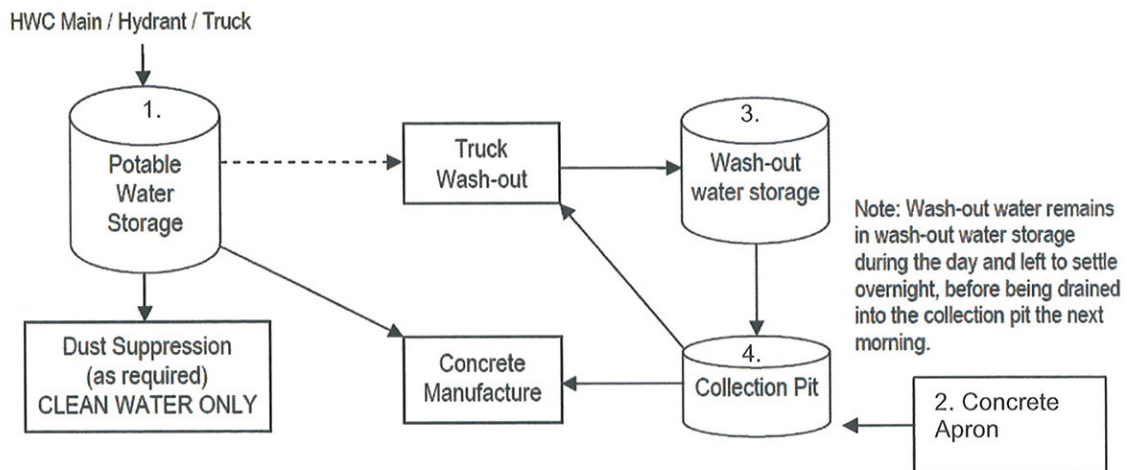 HWC Main / Hydrant / Truck
1.
Potable
Water
Storage
Truck
Wash-out
3.
Wash-out
water storage
Note: Wash-out water remains
in wash-out water storage
during the day and left to settle
overnight, before being drained
into the collection pit the next
morning.
Dust Suppression
(as required)
CLEAN WATER ONLY
Concrete
Manufacture
4.
Collection Pit
2. Concrete
Apron